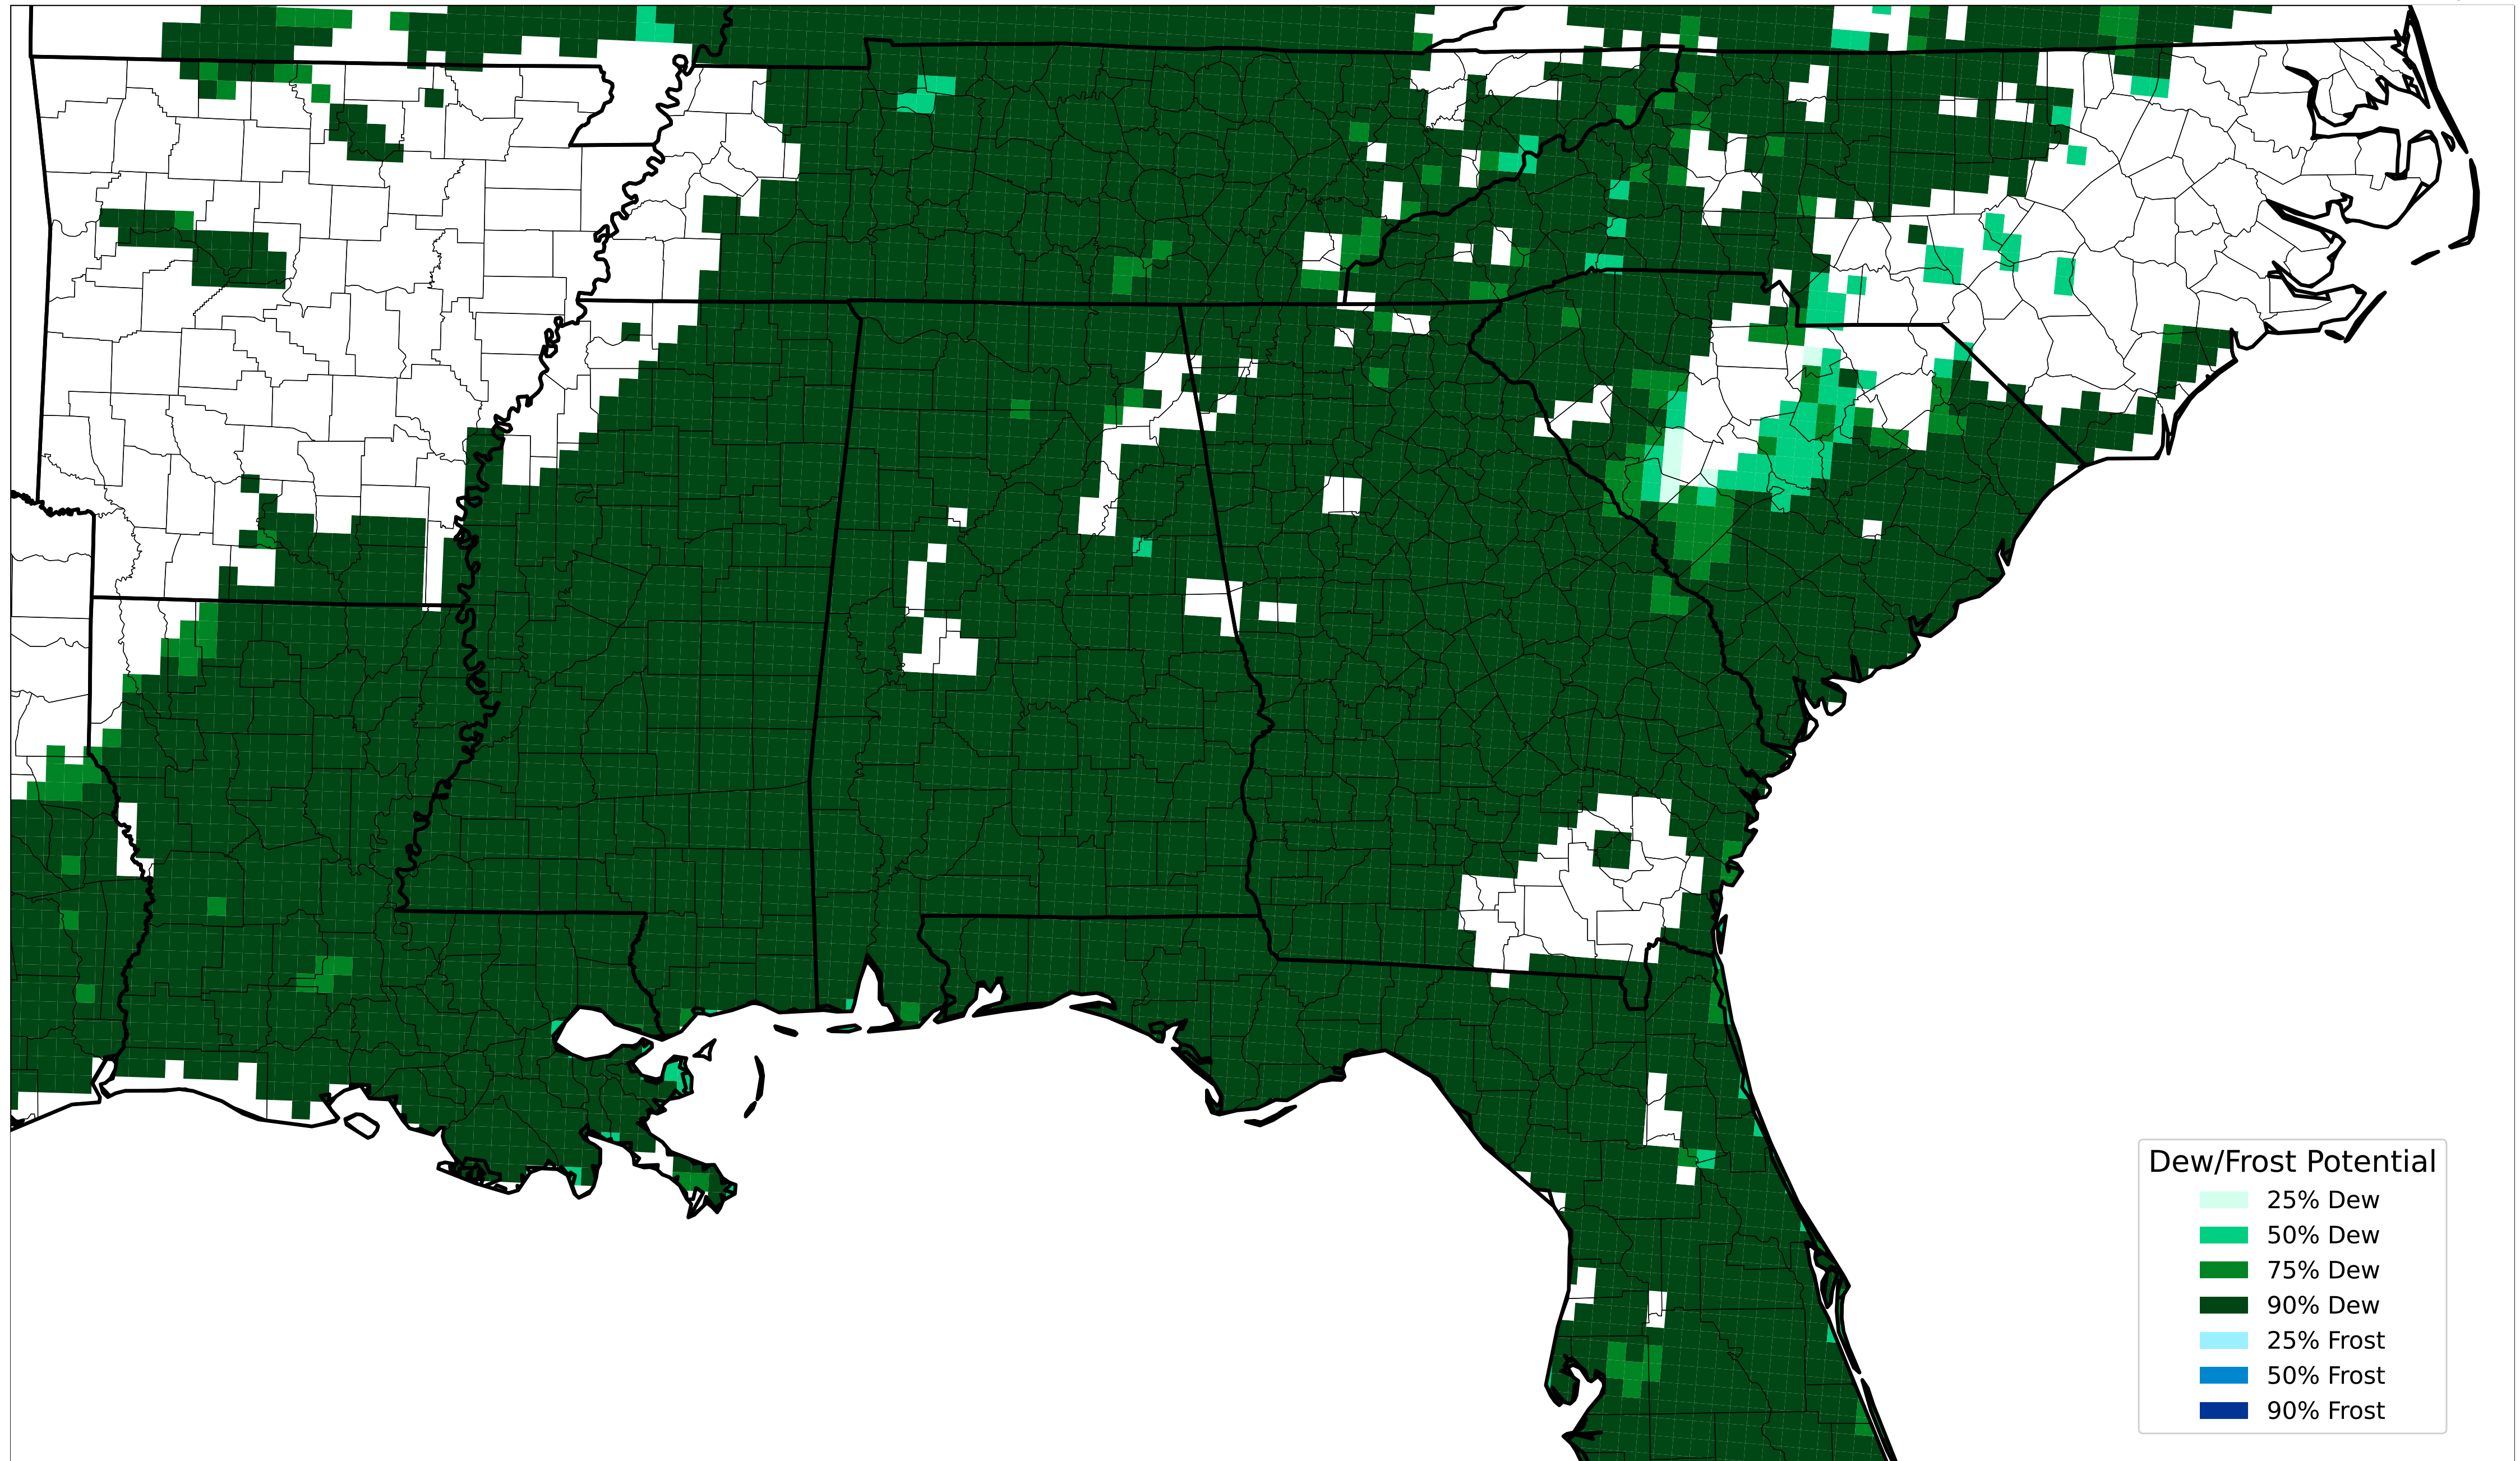 Dew/Frost Potential
25% Dew
50% Dew
75% Dew
90% Dew
25% Frost
50% Frost
90% Frost